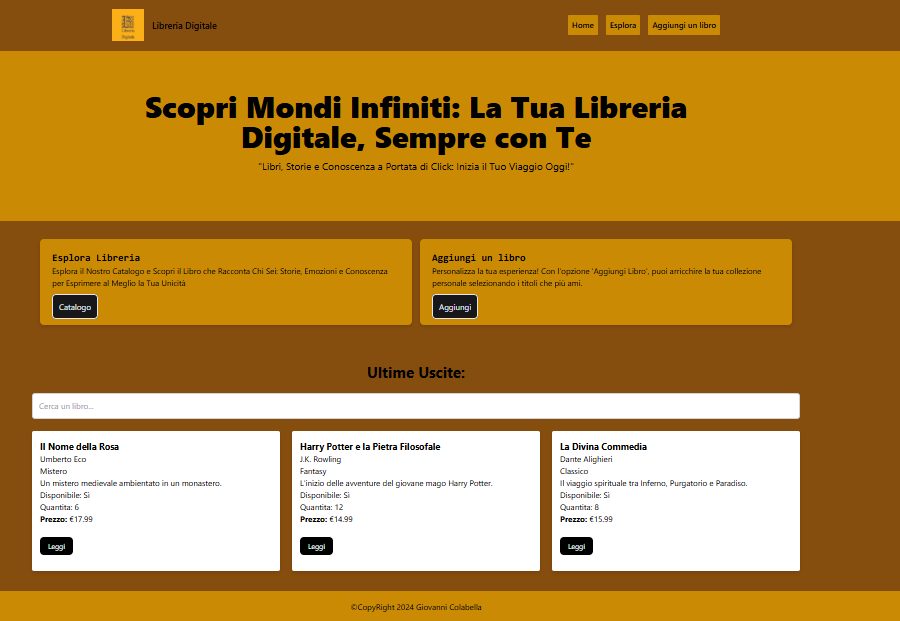 Libreria Digitale
Home
Esplora
Aggiungi un libro
Scopri Mondi Infiniti: La Tua Libreria
Digitale, Sempre con Te
"Libri, Storie e Conoscenza a Portata di Click: Inizia il Tuo Viaggio Oggi!"
Esplora Libreria
Esplora il Nostro Catalogo e Scopri il Libro che Racconta Chi Sei: Storie, Emozioni e Conoscenza
per Esprimere al Meglio la Tua Unicità
Catalogo
Aggiungi un libro
Personalizza la tua esperienza! Con l'opzione 'Aggiungi Libro', puoi arricchire la tua collezione
personale selezionando i titoli che più ami.
Aggiungi
Ultime Uscite:
Cerca un libro...
Il Nome della Rosa
Umberto Eco
Mistero
Un mistero medievale ambientato in un monastero.
Disponibile: Sì
Quantita: 6
Prezzo: €17.99
Leggi
Harry Potter e la Pietra Filosofale
J.K. Rowling
Fantasy
L'inizio delle avventure del giovane mago Harry Potter.
Disponibile: Sì
Quantita: 12
Prezzo: €14.99
Leggi
La Divina Commedia
Dante Alighieri
Classico
Il viaggio spirituale tra Inferno, Purgatorio e Paradiso.
Disponibile: Sì
Quantita: 8
Prezzo: €15.99
Leggi
©CopyRight 2024 Giovanni Colabella